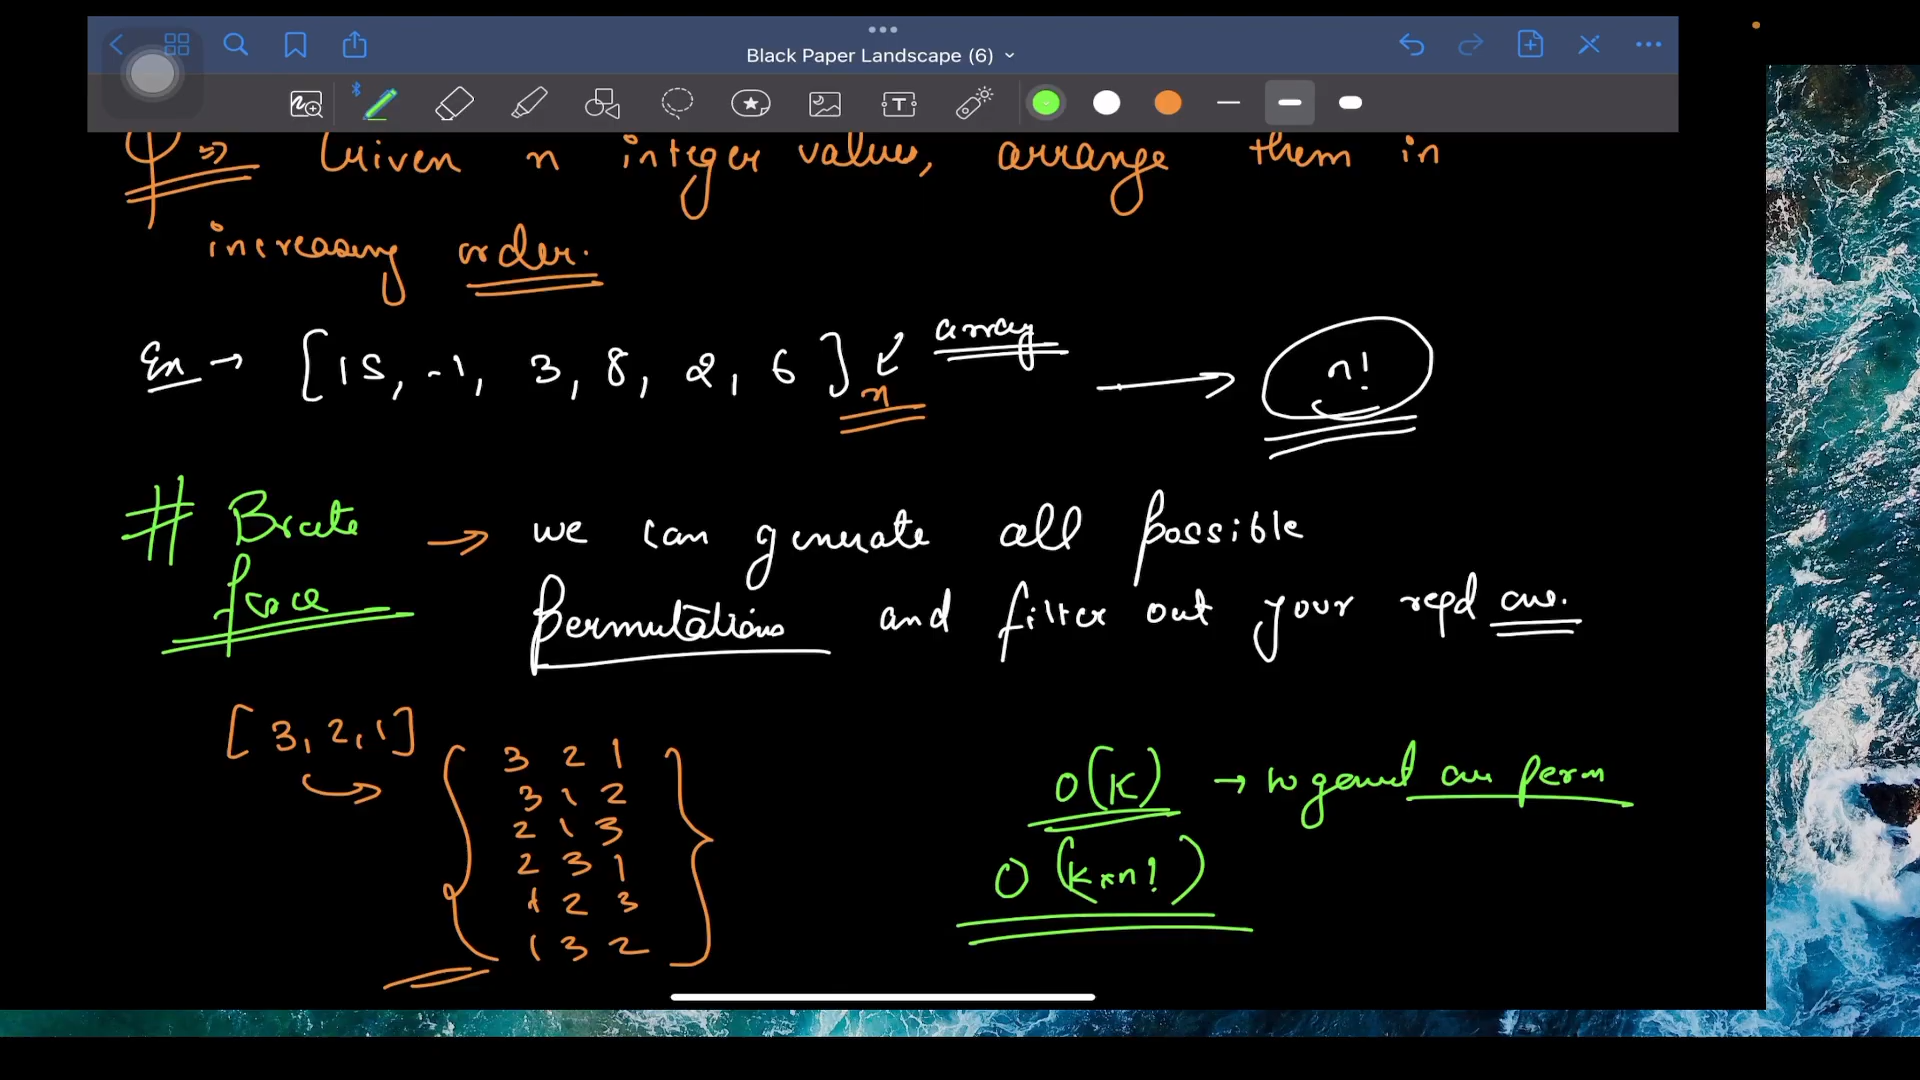 Black Paper Landscape (6)
Q => Given n integer values, arrange them in
increasing order.
Ex → [15, -1, 3, 8, 2, 6] array
n
n!
# Brute force → we can generate all possible
permutations and filter out your reqd ans.
[3, 2, 1]
3 2 1
3 1 2
2 1 3
2 3 1
1 2 3
1 3 2
O(K) → to generat perm
O(K*n!)